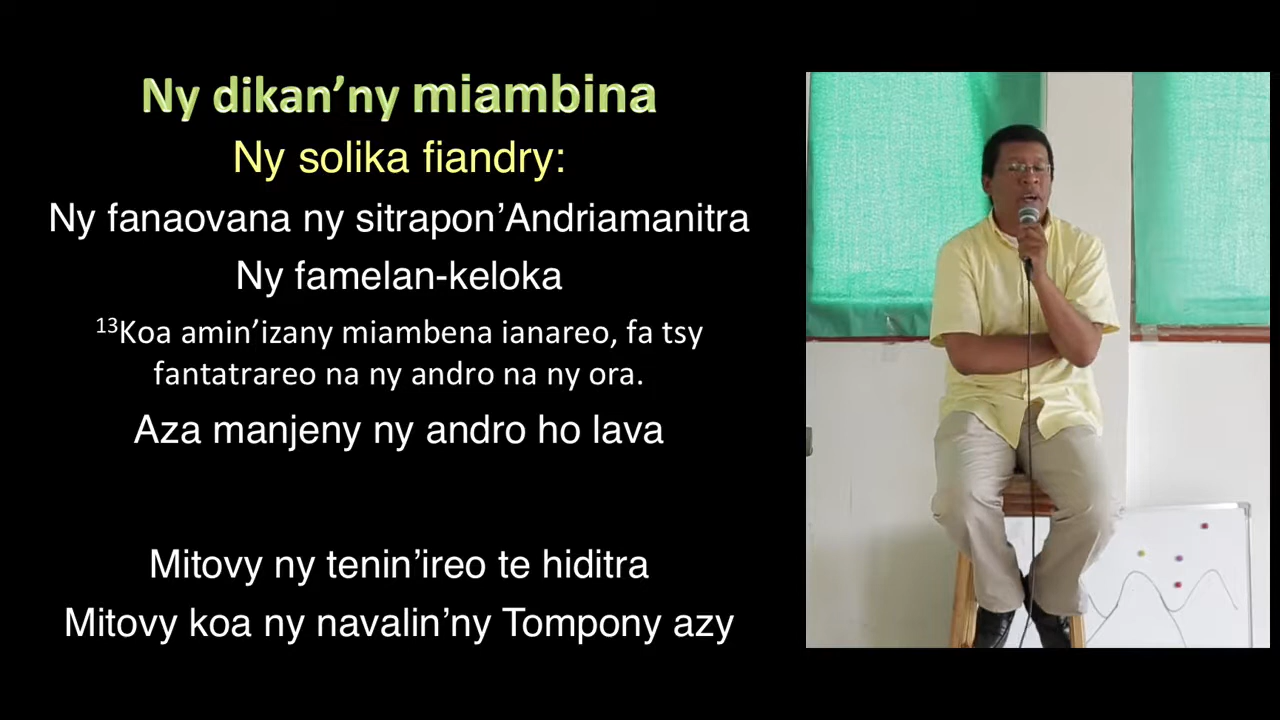 Ny dikan’ny miambina
Ny solika fiandry:
Ny fanaovana ny sitrapon’Andriamanitra
Ny famelan-keloka
¹³Koa amin’izany miambena ianareo, fa tsy
fantatrareo na ny andro na ny ora.
Aza manjeny ny andro ho lava
Mitovy ny tenin’ireo te hiditra
Mitovy koa ny navalin’ny Tompony azy